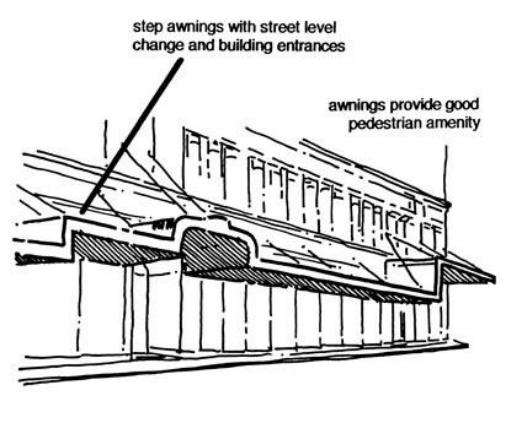 step awnings with street level
change and building entrances
awnings provide good
pedestrian amenity